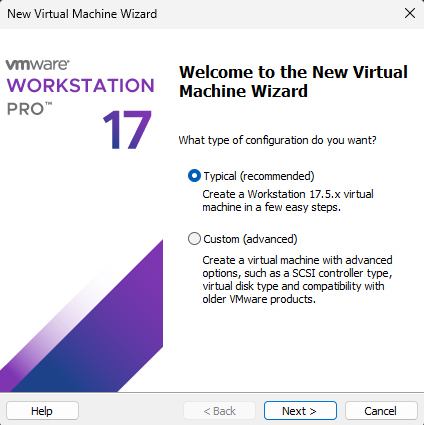 New Virtual Machine Wizard
vmware®
WORKSTATION
PRO™
17
Welcome to the New Virtual
Machine Wizard
What type of configuration do you want?
Typical (recommended)
Create a Workstation 17.5.x virtual
machine in a few easy steps.
Custom (advanced)
Create a virtual machine with advanced
options, such as a SCSI controller type,
virtual disk type and compatibility with
older VMware products.
Help
< Back
Next >
Cancel